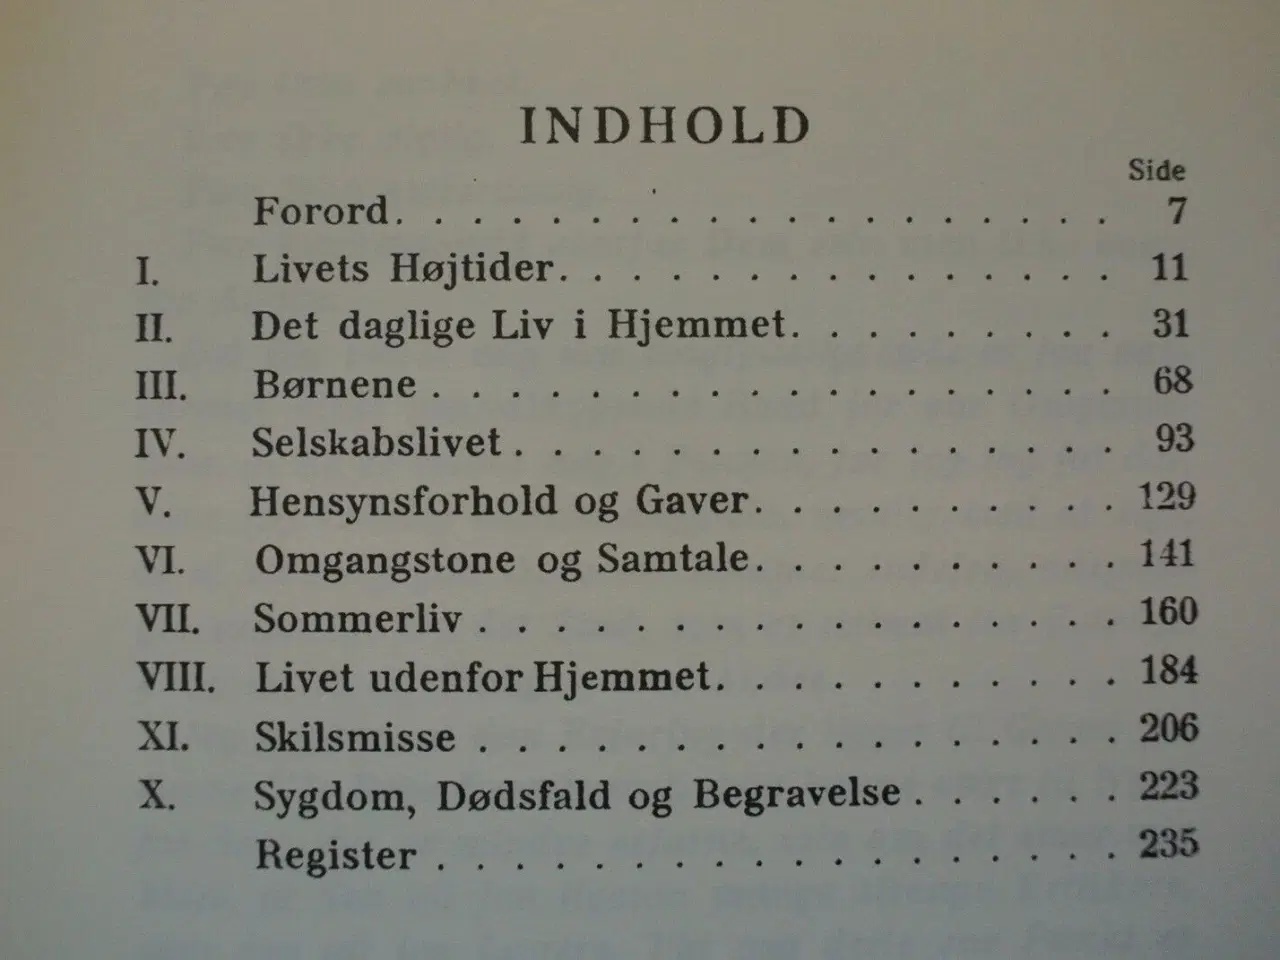 INDHOLD
Side
Forord. . . . . . . . . . . . . . . . . . . . . . 7
I. Livets Højtider. . . . . . . . . . . . . . . . . 11
II. Det daglige Liv i Hjemmet. . . . . . . . . . 31
III. Børnene . . . . . . . . . . . . . . . . . . . . . 68
IV. Selskabslivet . . . . . . . . . . . . . . . . . . 93
V. Hensynsforhold og Gaver. . . . . . . . . . . 129
VI. Omgangstone og Samtale. . . . . . . . . . . 141
VII. Sommerliv . . . . . . . . . . . . . . . . . . . 160
VIII. Livet udenfor Hjemmet. . . . . . . . . . . . 184
XI. Skilsmisse . . . . . . . . . . . . . . . . . . . 206
X. Sygdom, Dødsfald og Begravelse . . . . . . 223
Register . . . . . . . . . . . . . . . . . . . . . 235